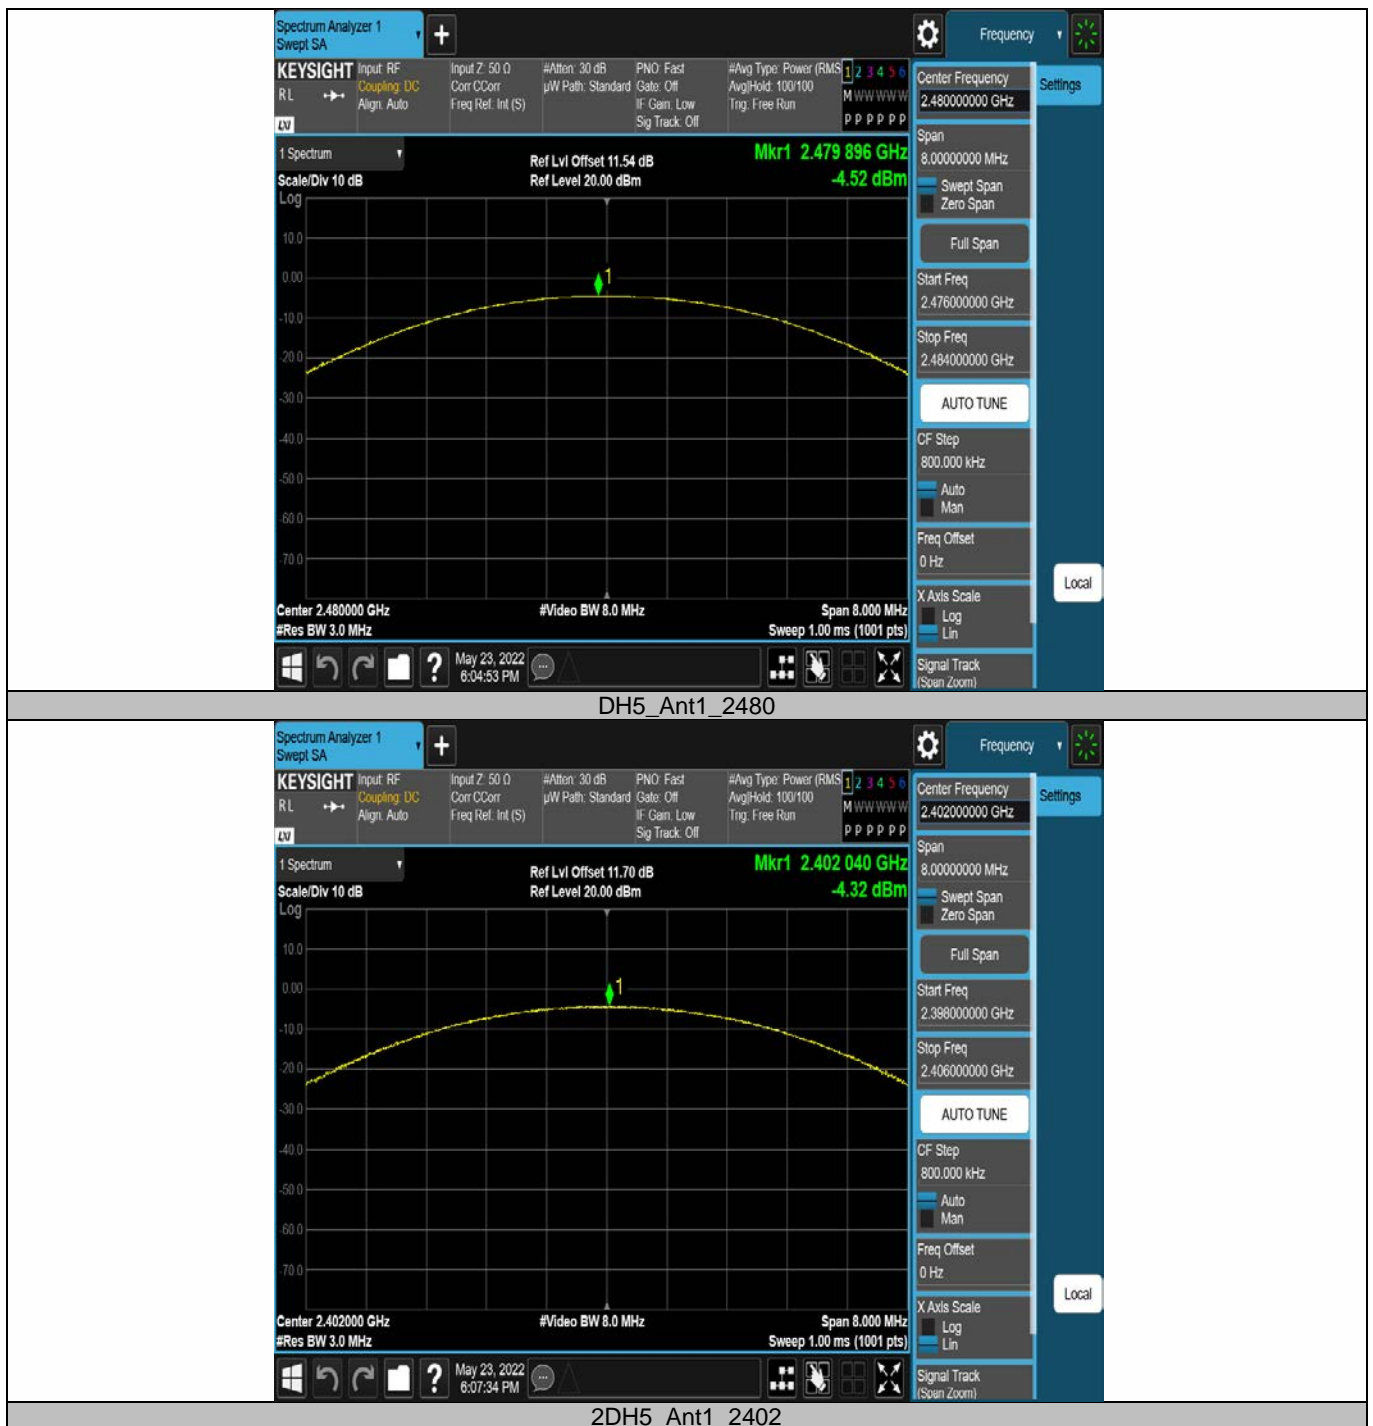 Spectrum Analyzer 1
Swept SA
+
Frequency
KEYSIGHT Input: RF Input Z: 50 Ω #Atten: 30 dB PNO: Fast #Avg Type: Power (RMS 1 2 3 4 5 6
RL Coupling: DC Corr CCorr µW Path: Standard Gate: Off Avg|Hold: 100/100 M W W W W W
Align: Auto Freq Ref: Int (S) IF Gain: Low Trig: Free Run
LXI Sig Track: Off P P P P P P
1 Spectrum
Scale/Div 10 dB
Ref Lvl Offset 11.54 dB
Ref Level 20.00 dBm
Mkr1 2.479 896 GHz
-4.52 dBm
Log
10.0
0.00
-10.0
-20.0
-30.0
-40.0
-50.0
-60.0
-70.0
1
Center 2.480000 GHz #Video BW 8.0 MHz Span 8.000 MHz
#Res BW 3.0 MHz Sweep 1.00 ms (1001 pts)
? May 23, 2022
6:04:53 PM
Center Frequency
2.480000000 GHz
Settings
Span
8.00000000 MHz
Swept Span
Zero Span
Full Span
Start Freq
2.476000000 GHz
Stop Freq
2.484000000 GHz
AUTO TUNE
CF Step
800.000 kHz
Auto
Man
Freq Offset
0 Hz
Local
X Axis Scale
Log
Lin
Signal Track
(Span Zoom)
DH5_Ant1_2480
Spectrum Analyzer 1
Swept SA
+
Frequency
KEYSIGHT Input: RF Input Z: 50 Ω #Atten: 30 dB PNO: Fast #Avg Type: Power (RMS 1 2 3 4 5 6
RL Coupling: DC Corr CCorr µW Path: Standard Gate: Off Avg|Hold: 100/100 M W W W W W
Align: Auto Freq Ref: Int (S) IF Gain: Low Trig: Free Run
LXI Sig Track: Off P P P P P P
1 Spectrum
Scale/Div 10 dB
Ref Lvl Offset 11.70 dB
Ref Level 20.00 dBm
Mkr1 2.402 040 GHz
-4.32 dBm
Log
10.0
0.00
-10.0
-20.0
-30.0
-40.0
-50.0
-60.0
-70.0
1
Center 2.402000 GHz #Video BW 8.0 MHz Span 8.000 MHz
#Res BW 3.0 MHz Sweep 1.00 ms (1001 pts)
? May 23, 2022
6:07:34 PM
Center Frequency
2.402000000 GHz
Settings
Span
8.00000000 MHz
Swept Span
Zero Span
Full Span
Start Freq
2.398000000 GHz
Stop Freq
2.406000000 GHz
AUTO TUNE
CF Step
800.000 kHz
Auto
Man
Freq Offset
0 Hz
Local
X Axis Scale
Log
Lin
Signal Track
(Span Zoom)
2DH5_Ant1_2402